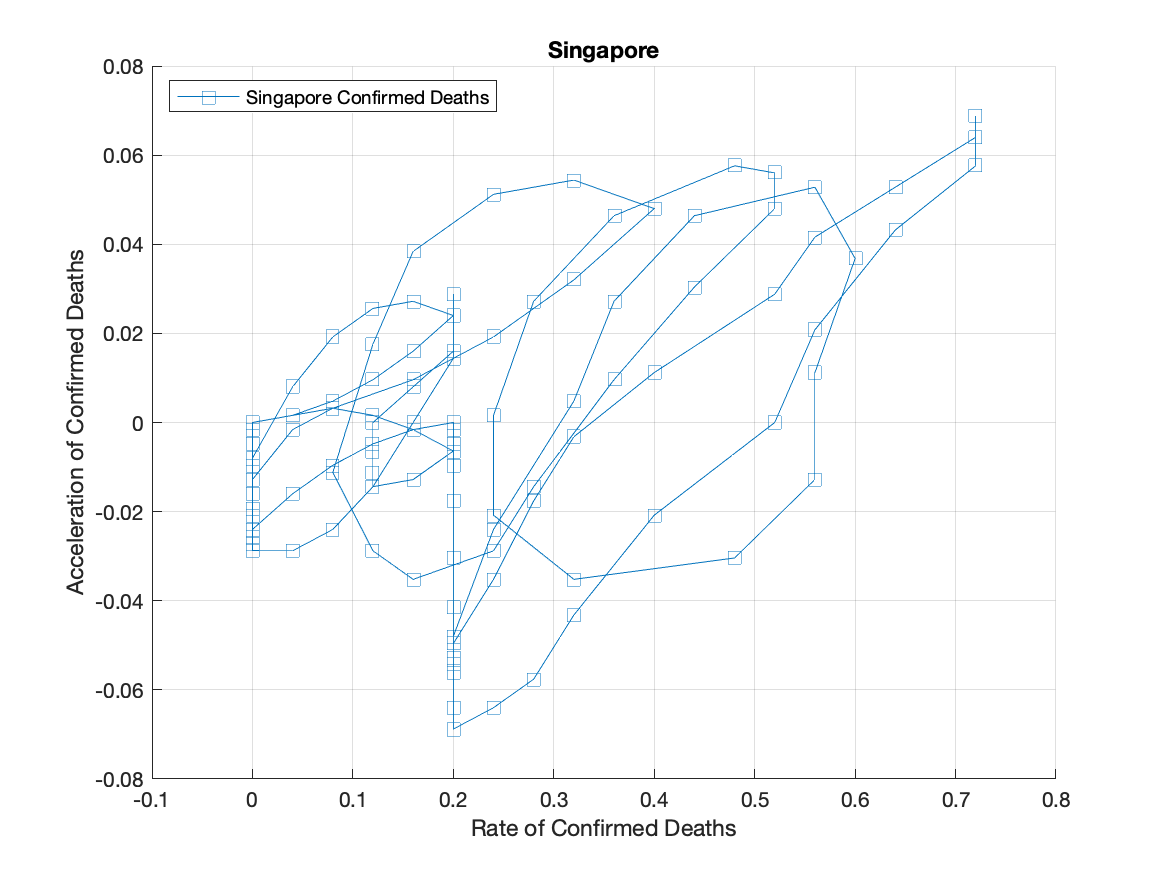 Singapore
Singapore Confirmed Deaths
0.08
0.06
0.04
0.02
0
-0.02
-0.04
-0.06
-0.08
Acceleration of Confirmed Deaths
-0.1 0 0.1 0.2 0.3 0.4 0.5 0.6 0.7 0.8
Rate of Confirmed Deaths